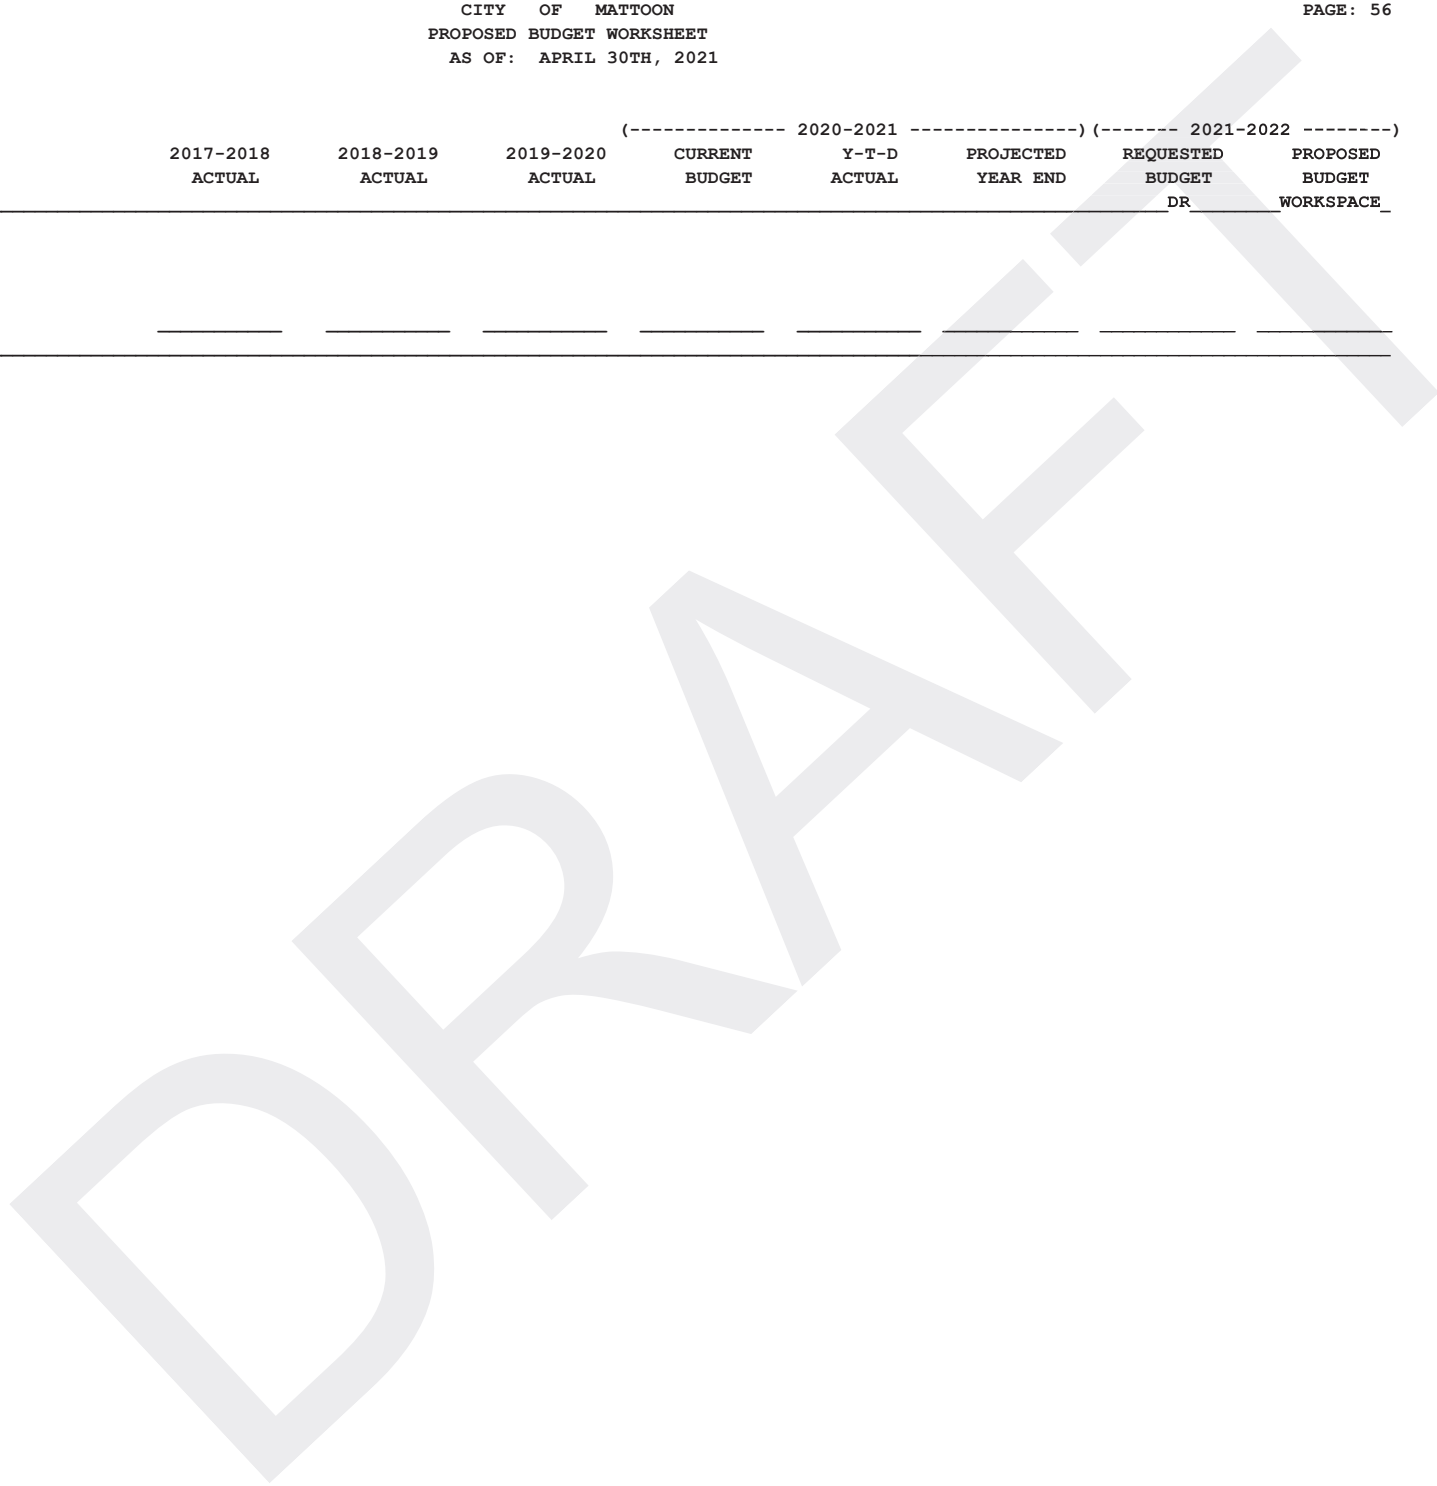 CITY OF MATTOON PAGE: 56
PROPOSED BUDGET WORKSHEET
AS OF: APRIL 30TH, 2021
(-------------- 2020-2021 ---------------)(------- 2021-2022 --------)
2017-2018 2018-2019 2019-2020 CURRENT Y-T-D PROJECTED REQUESTED PROPOSED
ACTUAL ACTUAL ACTUAL BUDGET ACTUAL YEAR END BUDGET BUDGET
DR WORKSPACE
DRAFT